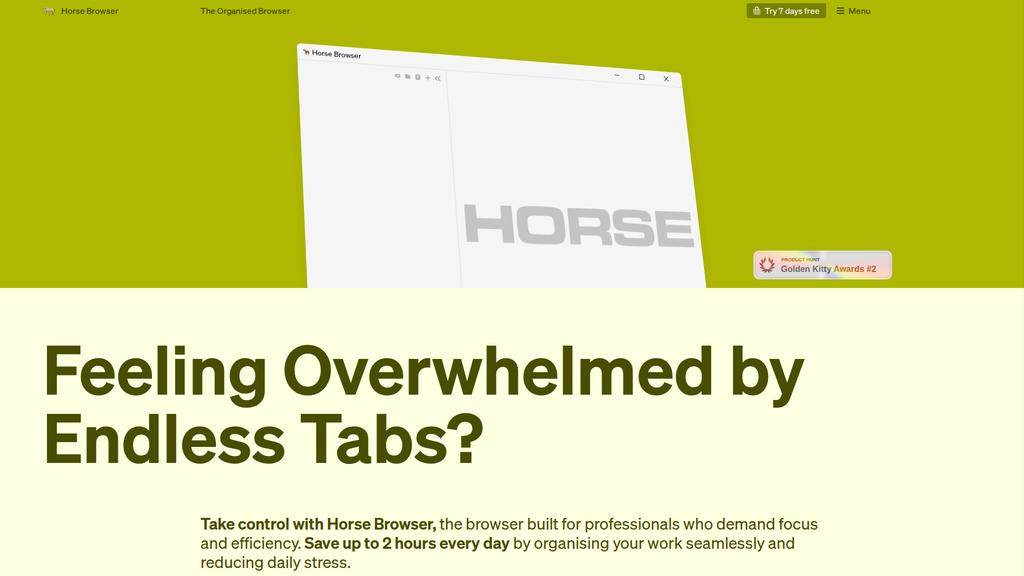 Horse Browser
The Organised Browser
Try 7 days free
Menu
Horse Browser
HORSE
PRODUCT HUNT
Golden Kitty Awards #2
Feeling Overwhelmed by
Endless Tabs?
Take control with Horse Browser, the browser built for professionals who demand focus
and efficiency. Save up to 2 hours every day by organising your work seamlessly and
reducing daily stress.